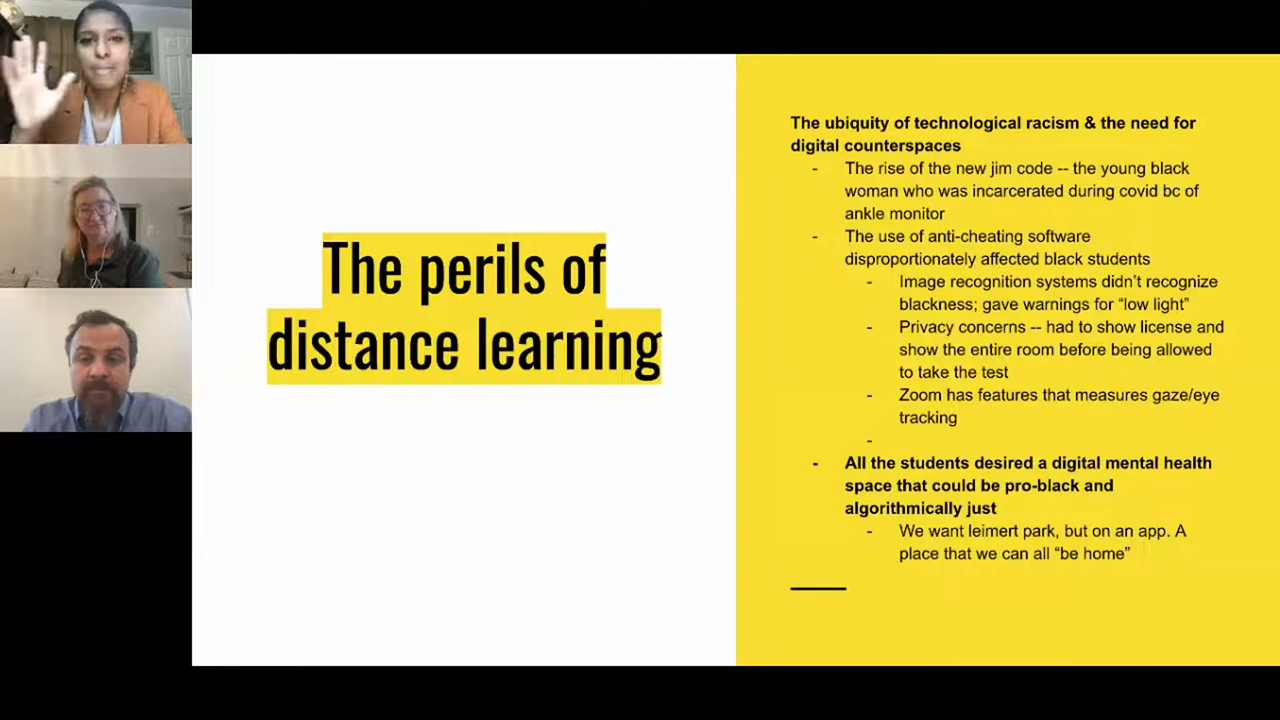 The perils of
distance learning
The ubiquity of technological racism & the need for
digital counterspaces
- The rise of the new jim code -- the young black
woman who was incarcerated during covid bc of
ankle monitor
- The use of anti-cheating software
disproportionately affected black students
- Image recognition systems didn't recognize
blackness; gave warnings for “low light”
- Privacy concerns -- had to show license and
show the entire room before being allowed
to take the test
- Zoom has features that measures gaze/eye
tracking
-
- All the students desired a digital mental health
space that could be pro-black and
algorithmically just
- We want leimert park, but on an app. A
place that we can all “be home”